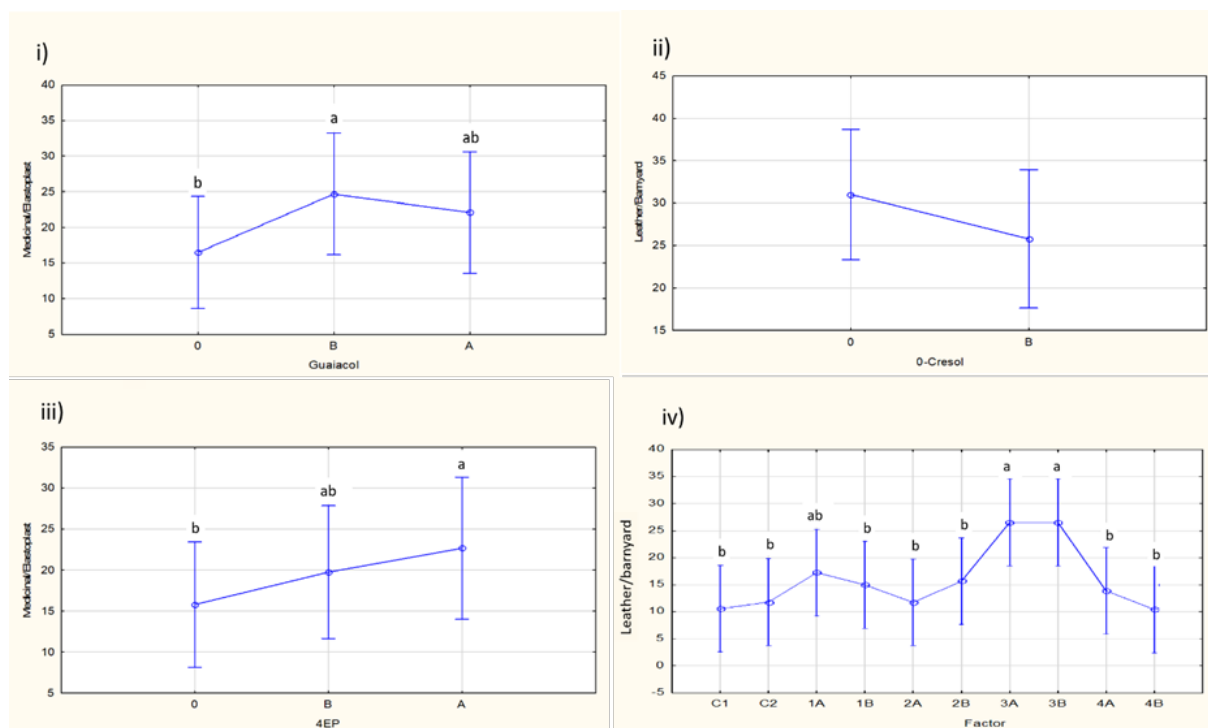 i)
Medicinal/Elastoplast
40
35
30
25
20
15
10
5
b
a
ab
0 B A
Guaiacol
ii)
Leather/Barnyard
45
40
35
30
25
20
15
0 B
0-Cresol
iii)
Medicinal/Elastoplast
35
30
25
20
15
10
5
b
ab
a
0 B A
4EP
iv)
Leather/barnyard
40
35
30
25
20
15
10
5
0
-5
b b ab b b b a a b b
C1 C2 1A 1B 2A 2B 3A 3B 4A 4B
Factor